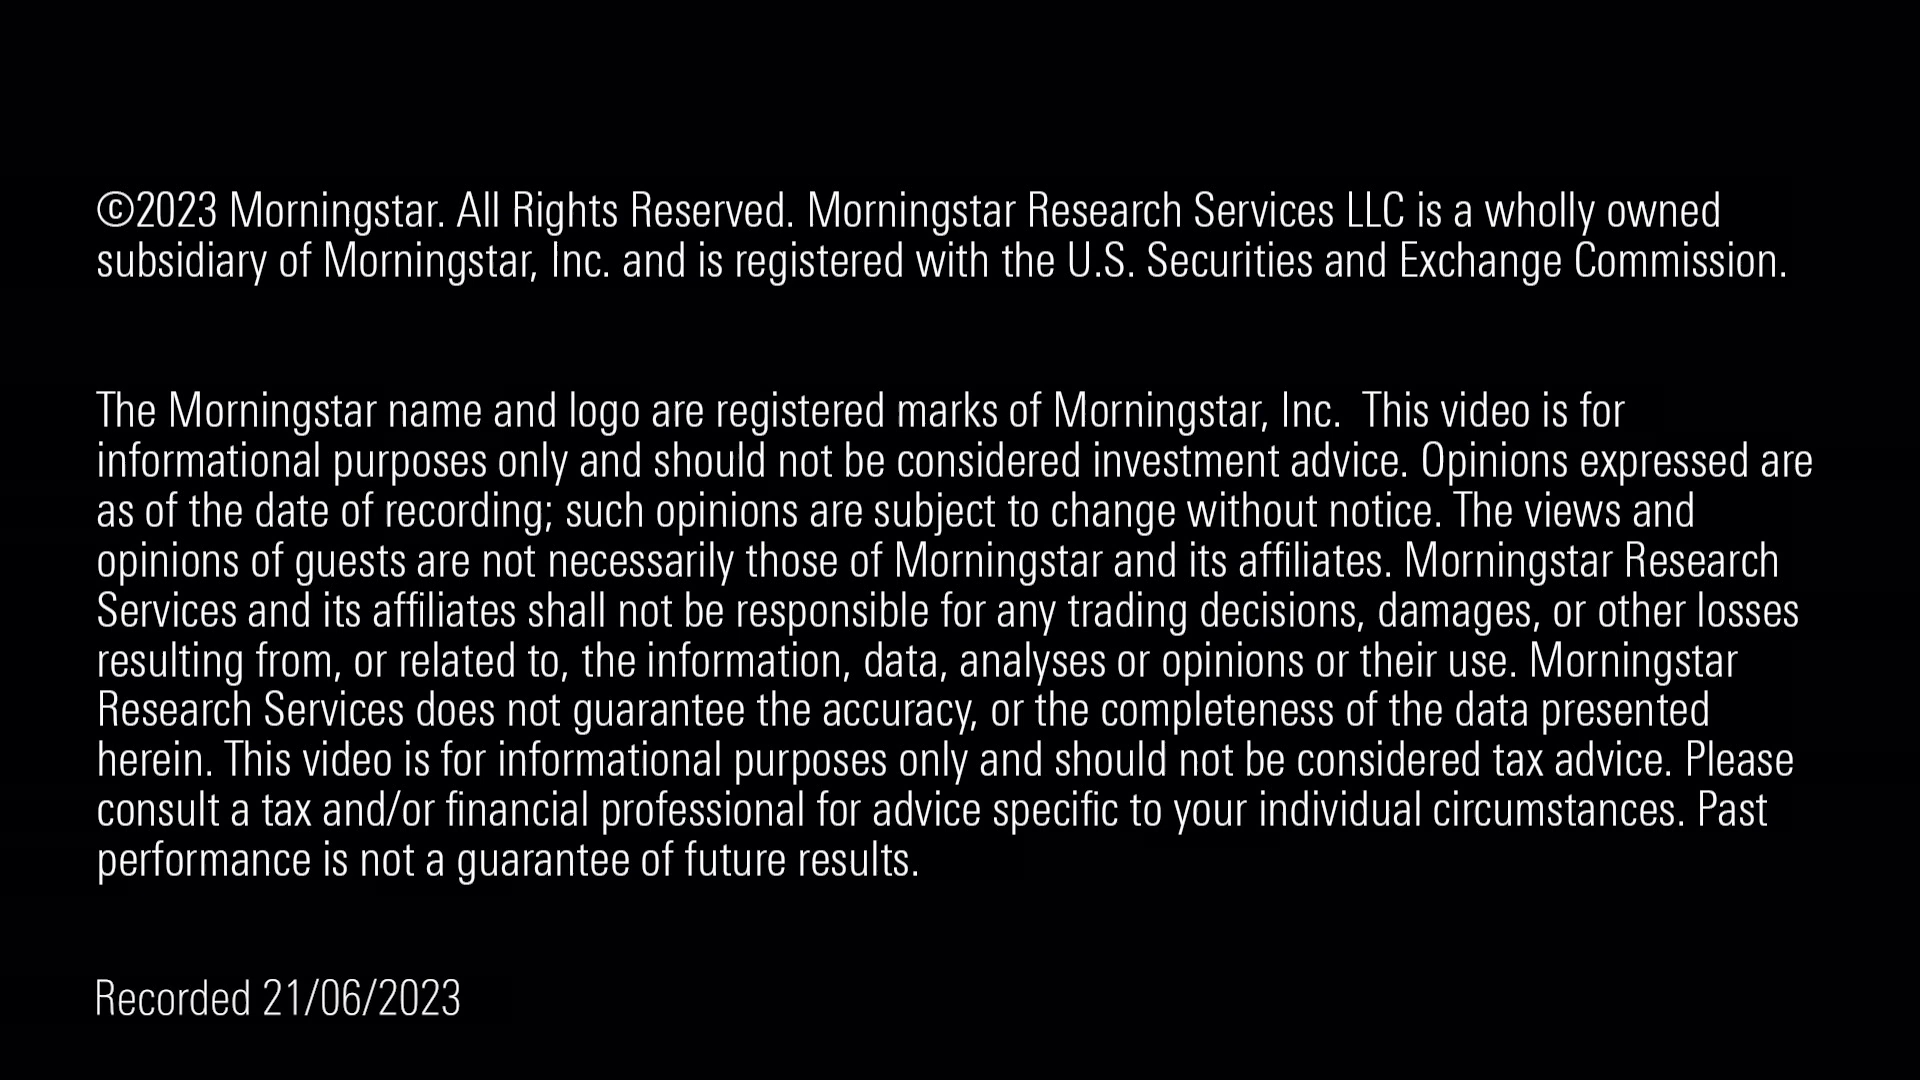 ©2023 Morningstar. All Rights Reserved. Morningstar Research Services LLC is a wholly owned
subsidiary of Morningstar, Inc. and is registered with the U.S. Securities and Exchange Commission.
The Morningstar name and logo are registered marks of Morningstar, Inc.  This video is for
informational purposes only and should not be considered investment advice. Opinions expressed are
as of the date of recording; such opinions are subject to change without notice. The views and
opinions of guests are not necessarily those of Morningstar and its affiliates. Morningstar Research
Services and its affiliates shall not be responsible for any trading decisions, damages, or other losses
resulting from, or related to, the information, data, analyses or opinions or their use. Morningstar
Research Services does not guarantee the accuracy, or the completeness of the data presented
herein. This video is for informational purposes only and should not be considered tax advice. Please
consult a tax and/or financial professional for advice specific to your individual circumstances. Past
performance is not a guarantee of future results.
Recorded 21/06/2023